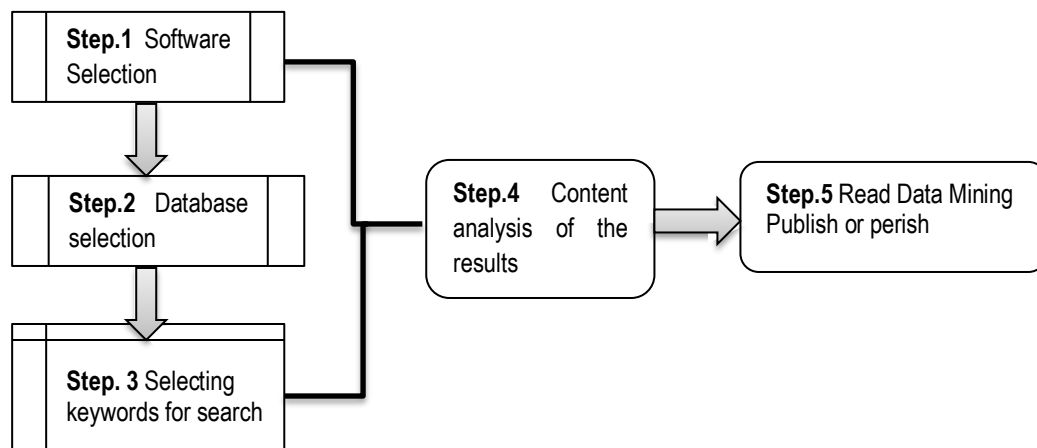 Step.1 Software
Selection
Step.2 Database
selection
Step. 3 Selecting
keywords for search
Step.4 Content
analysis of the
results
Step.5 Read Data Mining
Publish or perish